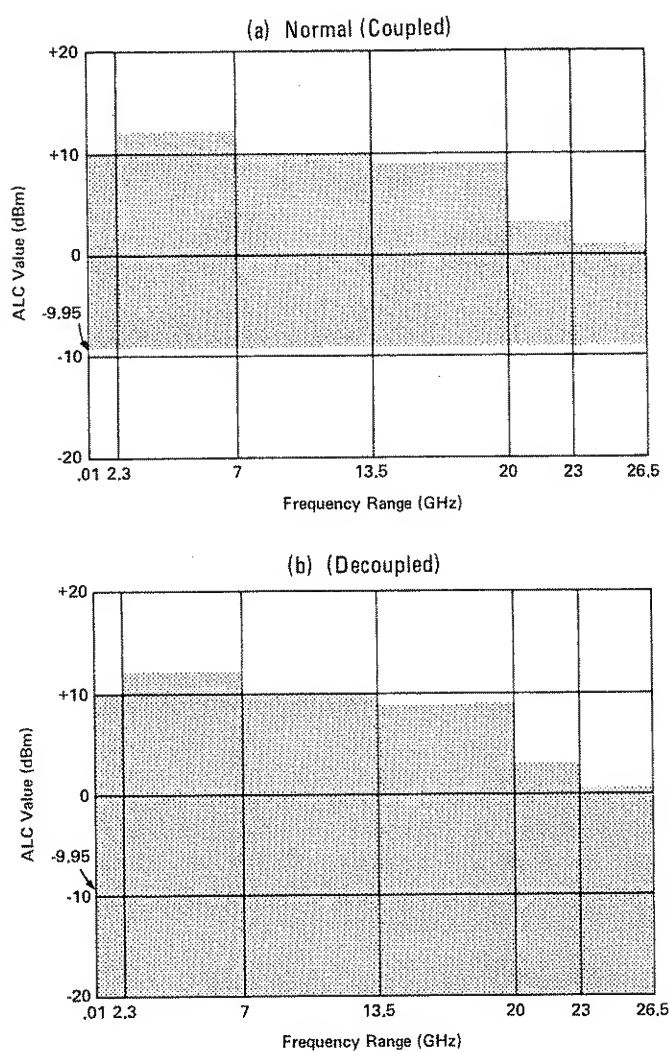 (a) Normal (Coupled)
+20
+10
0
-9.95
-10
-20
ALC Value (dBm)
.01 2.3 7 13.5 20 23 26.5
Frequency Range (GHz)
(b) (Decoupled)
+20
+10
0
-9.95
-10
-20
ALC Value (dBm)
.01 2.3 7 13.5 20 23 26.5
Frequency Range (GHz)